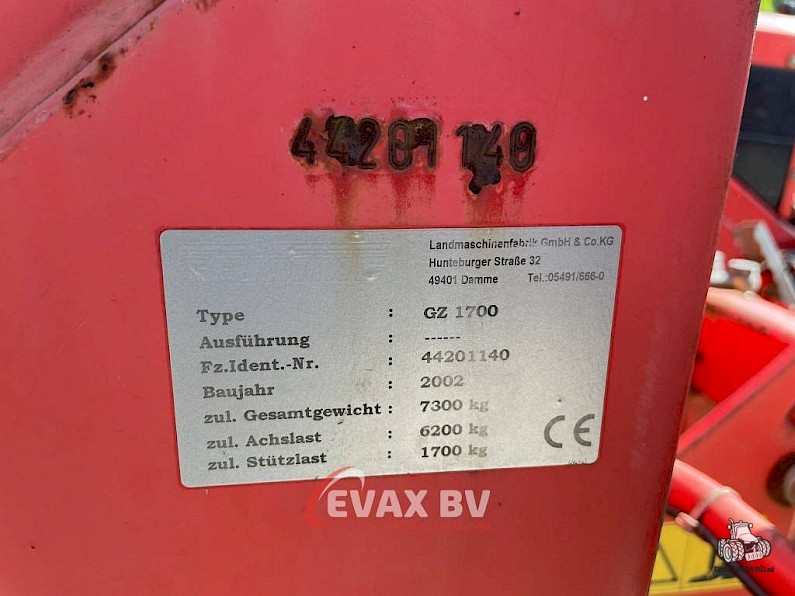 44201140
Landmaschinenfabrik GmbH & Co.KG
Hunteburger Straße 32
49401 Damme Tel.:05491/666-0
Type : GZ 1700
Ausführung : ------
Fz.Ident.-Nr. : 44201140
Baujahr : 2002
zul. Gesamtgewicht : 7300 kg
zul. Achslast : 6200 kg
zul. Stützlast : 1700 kg
CE
EVAX BV